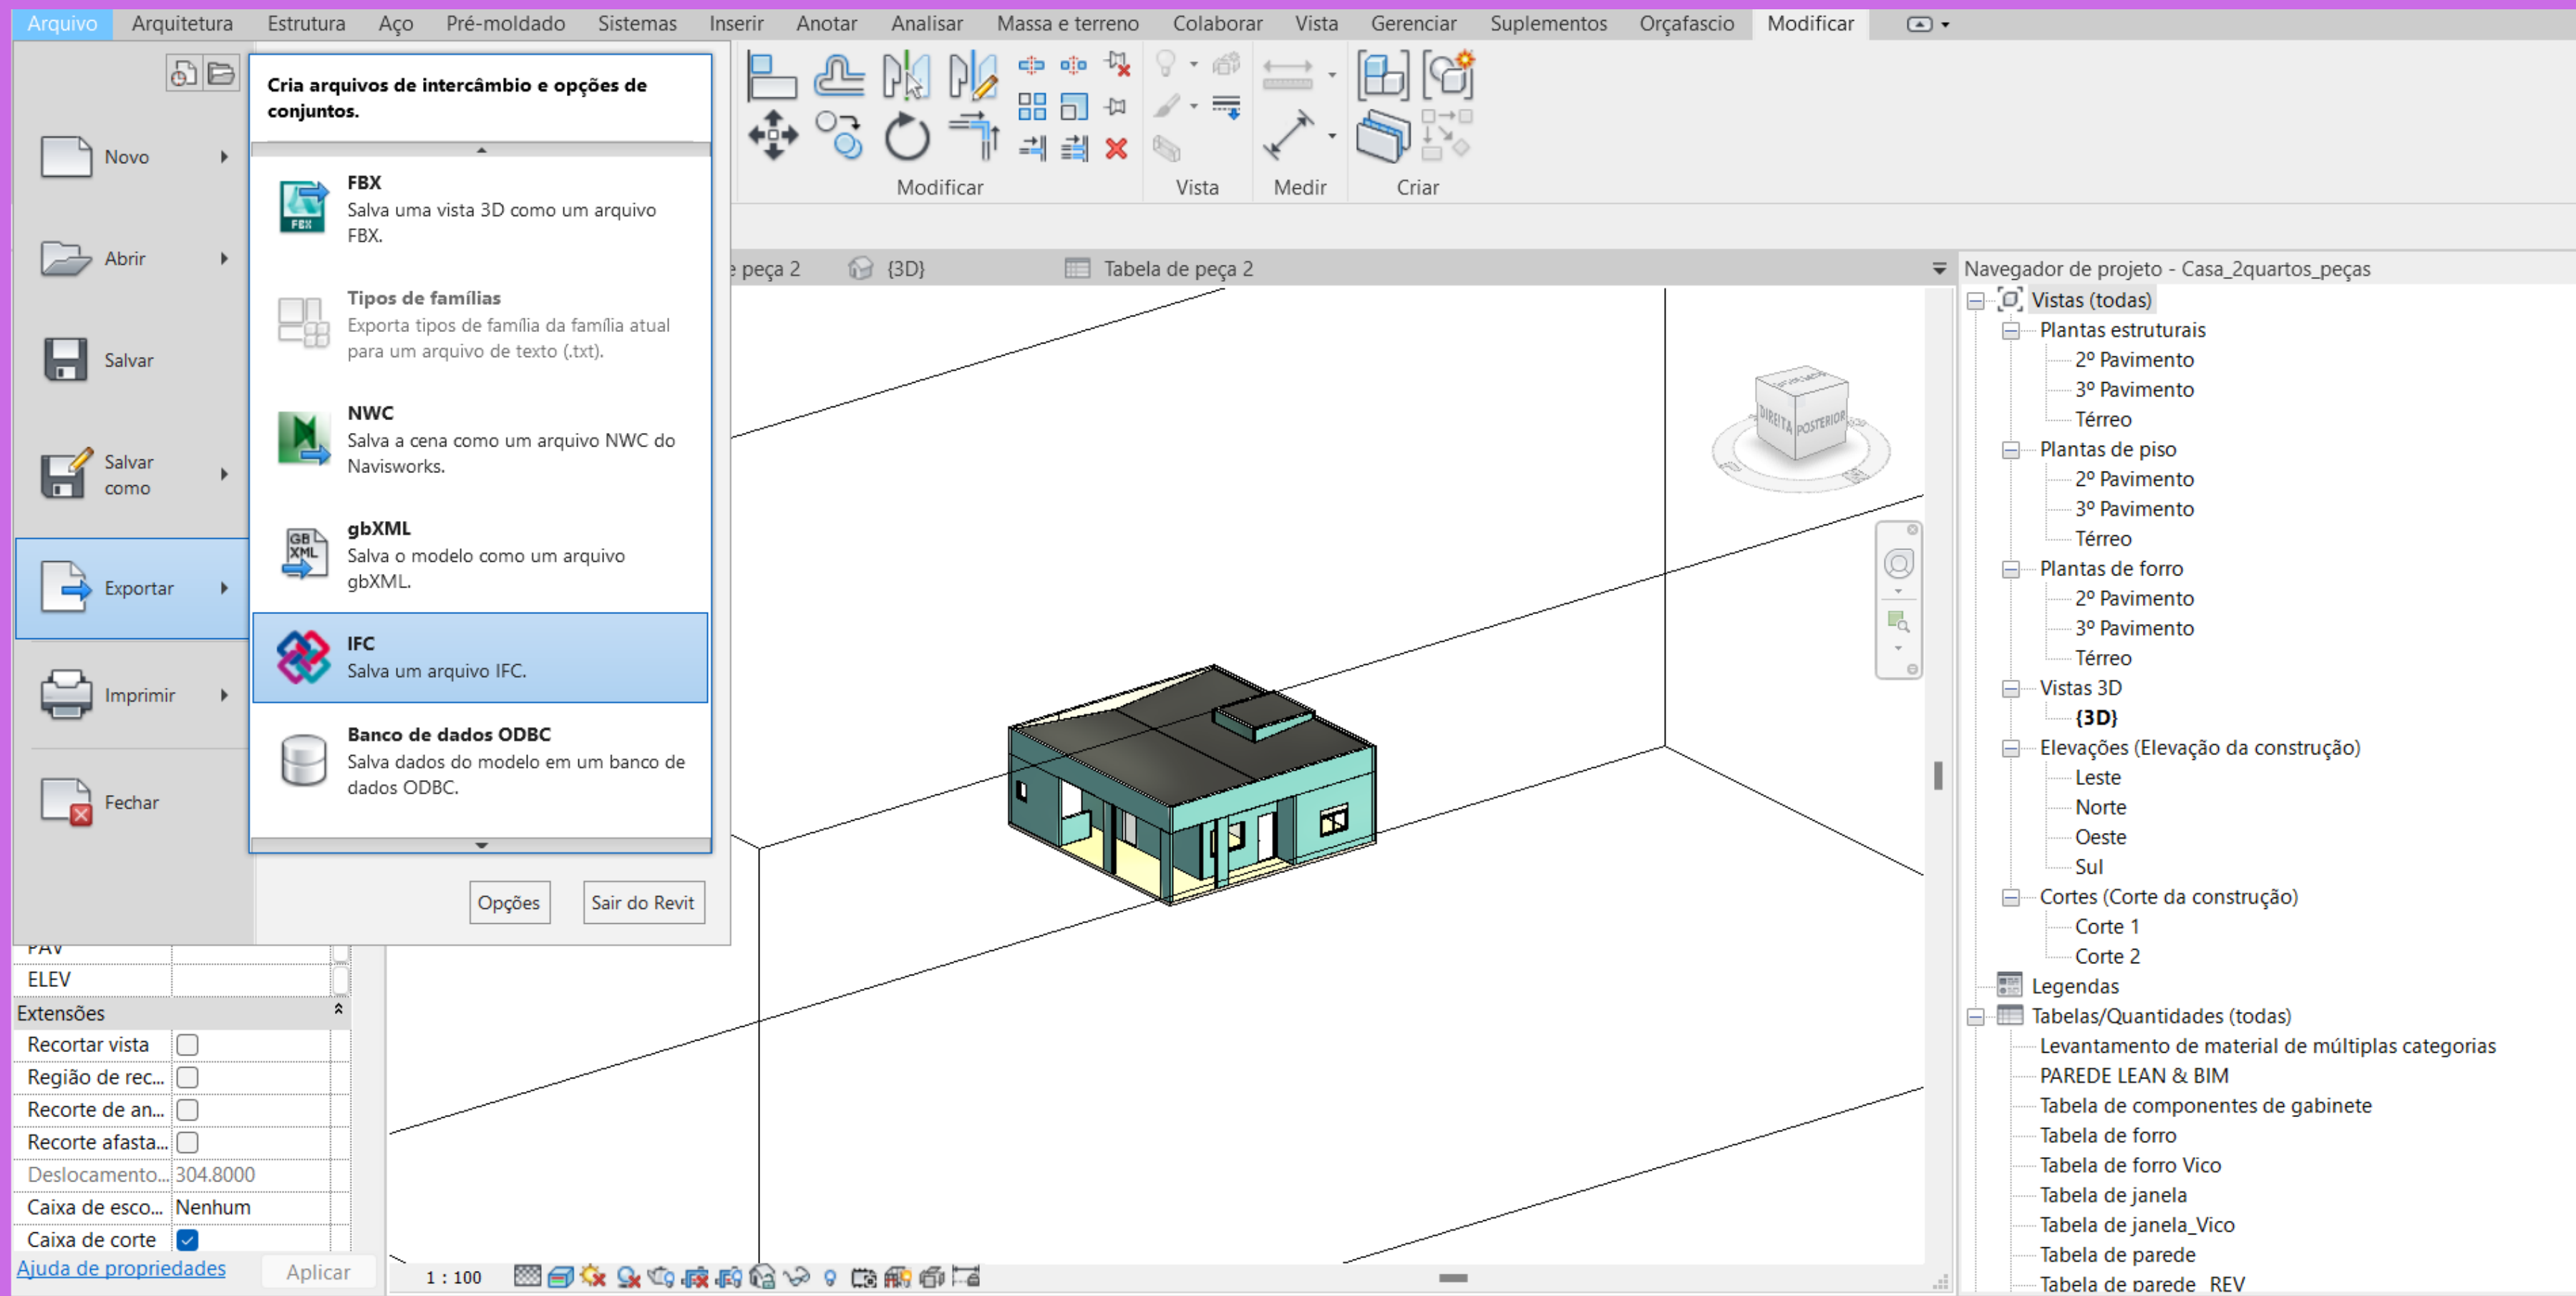 Arquivo Arquitetura Estrutura Aço Pré-moldado Sistemas Inserir Anotar Analisar Massa e terreno Colaborar Vista Gerenciar Suplementos Orçafascio Modificar
Cria arquivos de intercâmbio e opções de
conjuntos.
Novo
Abrir
Salvar
Salvar
como
Exportar
Imprimir
Fechar
FBX
FBX
Salva uma vista 3D como um arquivo
FBX.
Tipos de famílias
Exporta tipos de família da família atual
para um arquivo de texto (.txt).
NWC
Salva a cena como um arquivo NWC do
Navisworks.
GB
XML
gbXML
Salva o modelo como um arquivo
gbXML.
IFC
Salva um arquivo IFC.
Banco de dados ODBC
Salva dados do modelo em um banco de
dados ODBC.
Opções Sair do Revit
Modificar Vista Medir Criar
e peça 2 {3D} Tabela de peça 2
DIREITA POSTERIOR
PAV
ELEV
Extensões
Recortar vista
Região de rec...
Recorte de an...
Recorte afasta...
Deslocamento... 304.8000
Caixa de esco... Nenhum
Caixa de corte
Ajuda de propriedades Aplicar
1 : 100
Navegador de projeto - Casa_2quartos_peças
Vistas (todas)
Plantas estruturais
2º Pavimento
3º Pavimento
Térreo
Plantas de piso
2º Pavimento
3º Pavimento
Térreo
Plantas de forro
2º Pavimento
3º Pavimento
Térreo
Vistas 3D
{3D}
Elevações (Elevação da construção)
Leste
Norte
Oeste
Sul
Cortes (Corte da construção)
Corte 1
Corte 2
Legendas
Tabelas/Quantidades (todas)
Levantamento de material de múltiplas categorias
PAREDE LEAN & BIM
Tabela de componentes de gabinete
Tabela de forro
Tabela de forro Vico
Tabela de janela
Tabela de janela_Vico
Tabela de parede
Tabela de parede_REV